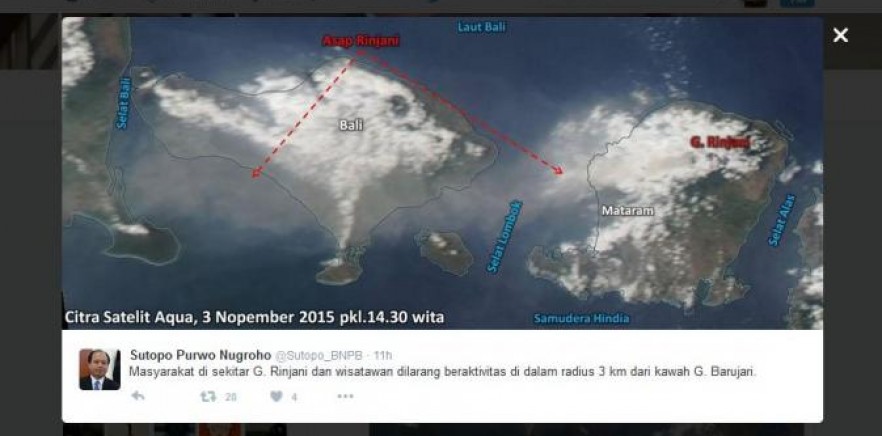 Laut Bali
Asap Rinjani
Selat Bali
Bali
G. Rinjani
Mataram
Selat Lombok
Selat Alas
Citra Satelit Aqua, 3 Nopember 2015 pkl.14.30 wita
Samudera Hindia
Sutopo Purwo Nugroho @Sutopo_BNPB · 11h
Masyarakat di sekitar G. Rinjani dan wisatawan dilarang beraktivitas di dalam radius 3 km dari kawah G. Barujari.
28 4